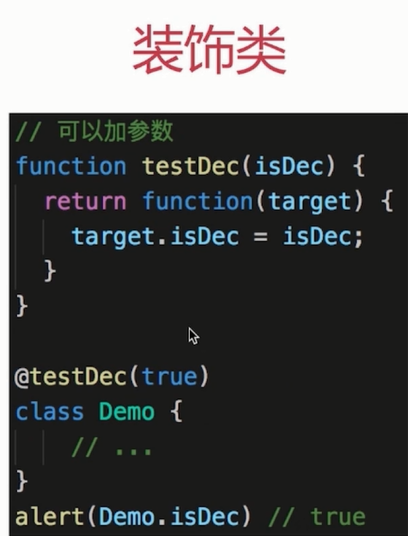 装饰类
// 可以加参数
function testDec(isDec) {
  return function(target) {
    target.isDec = isDec;
  }
}
@testDec(true)
class Demo {
    // ...
}
alert(Demo.isDec) // true